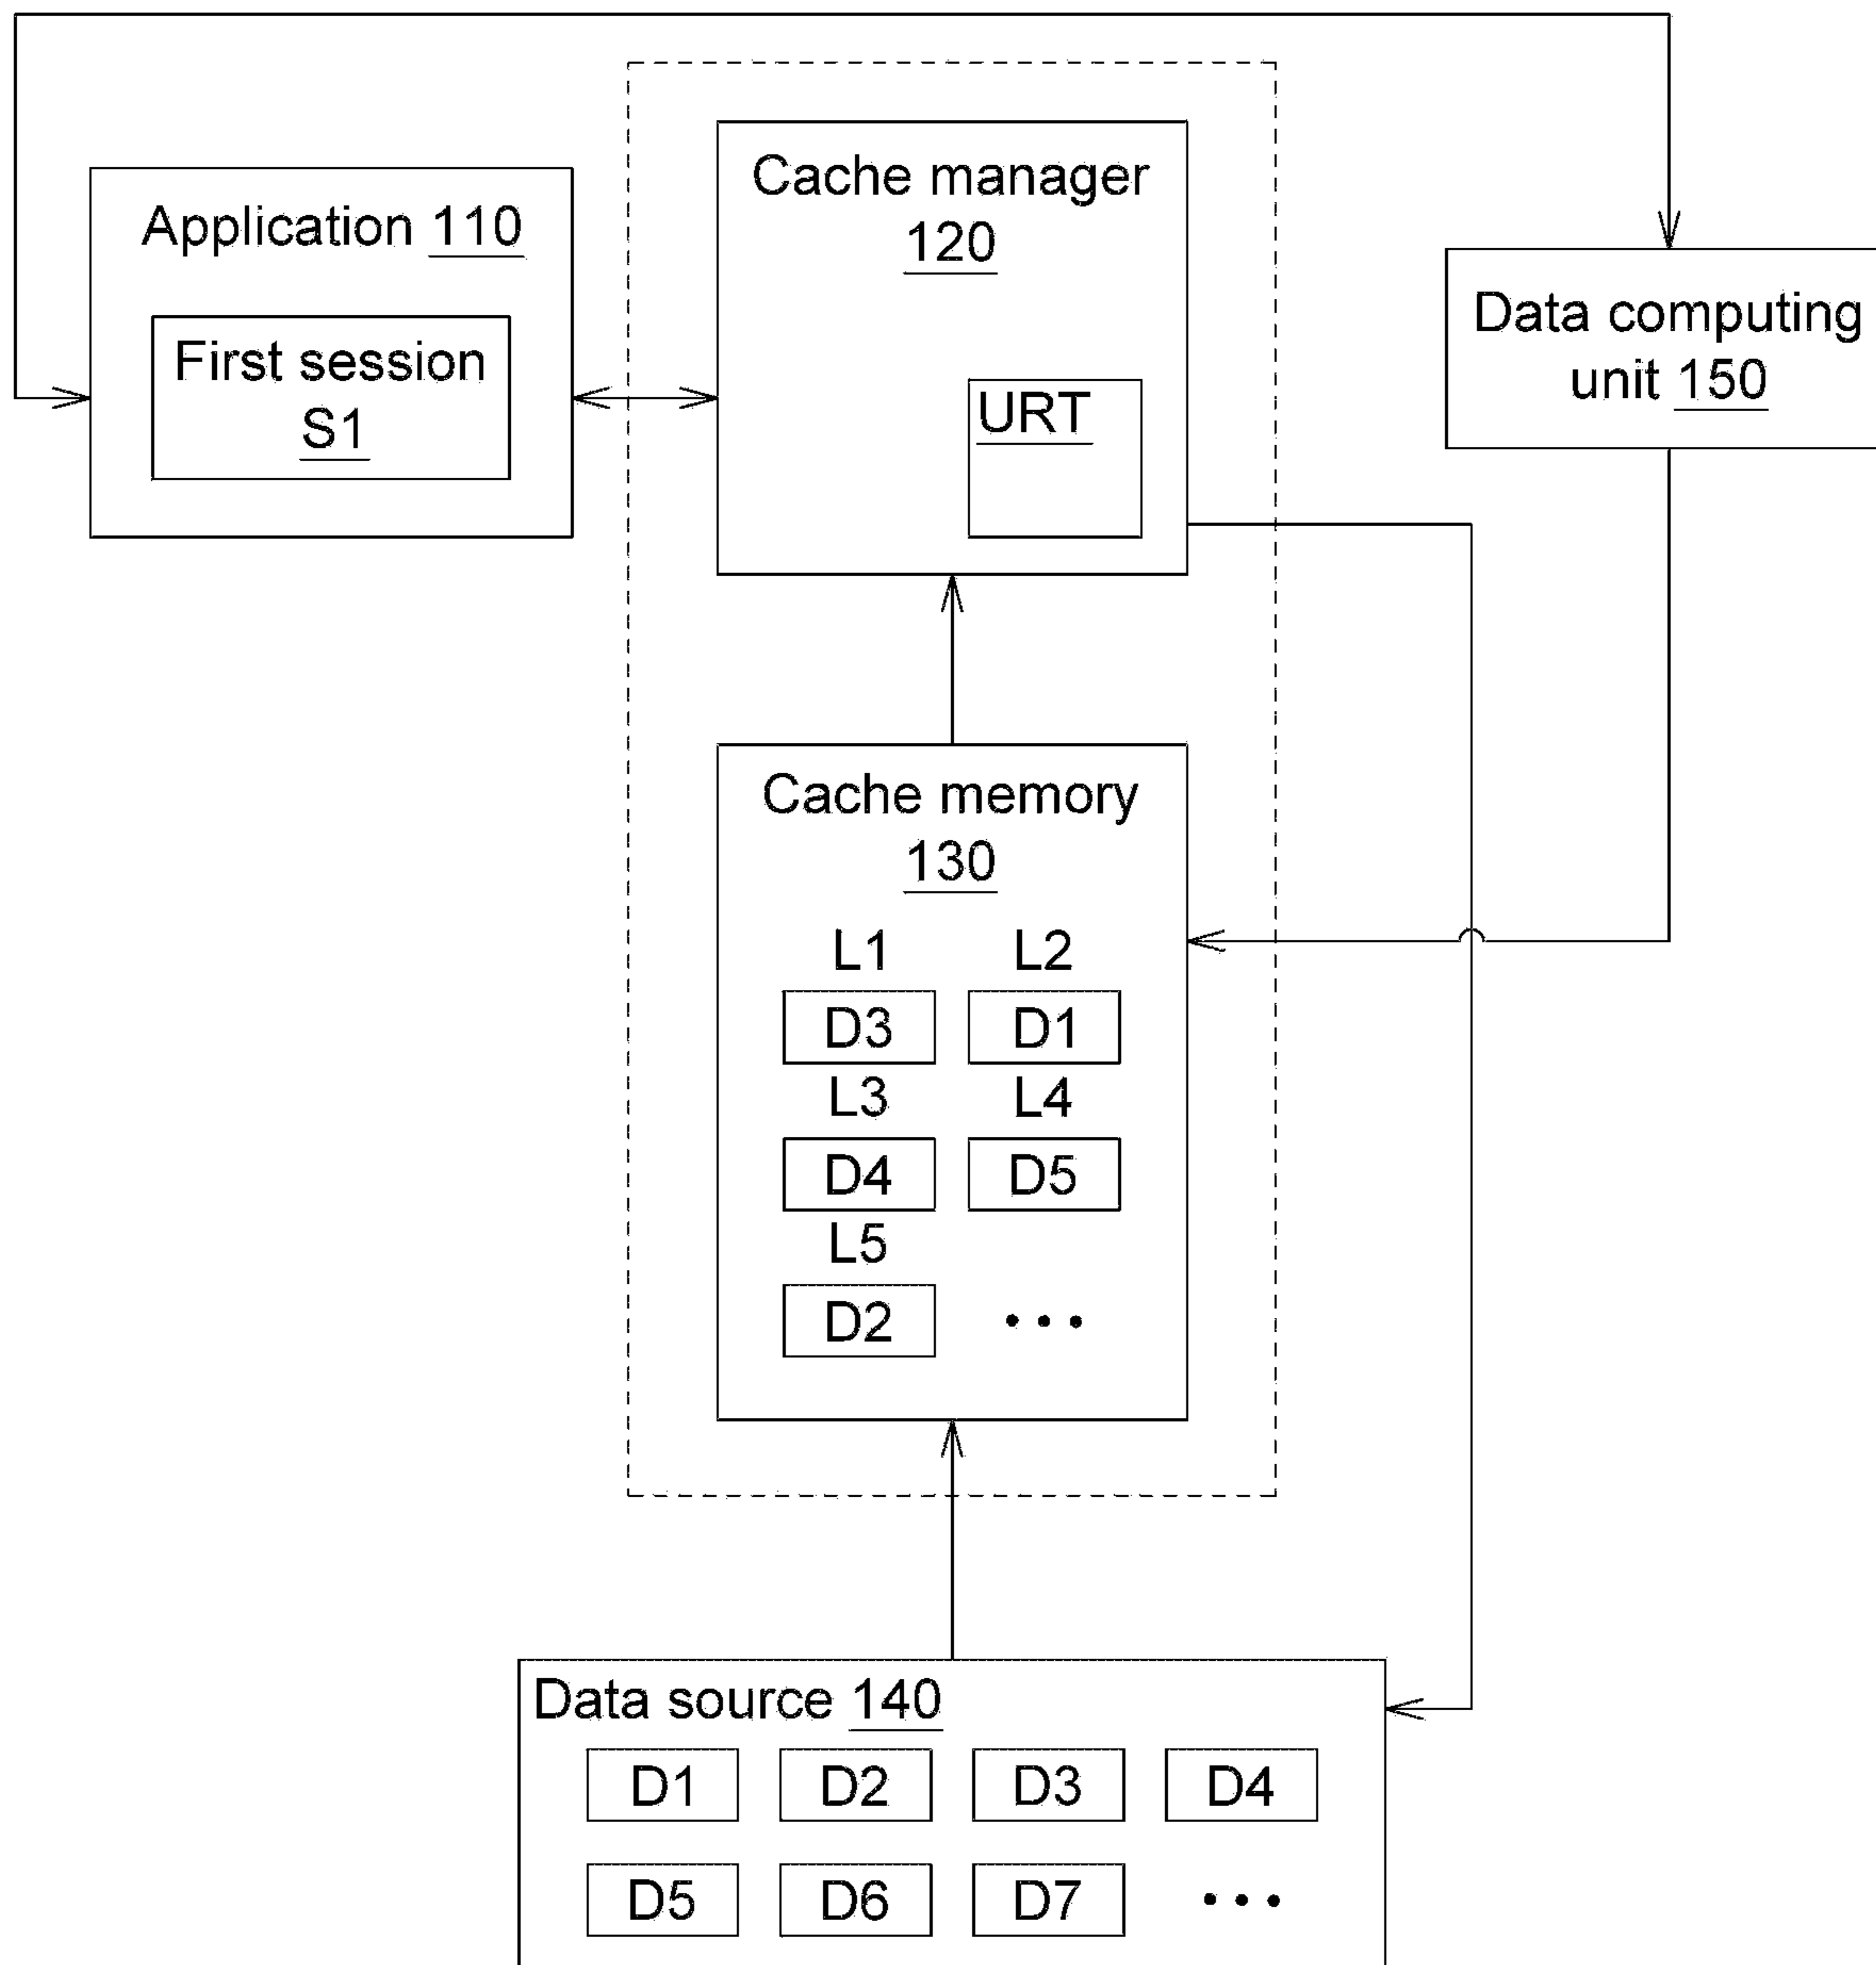 Cache manager
120
URT
Application 110
First session
S1
Data computing
unit 150
Cache memory
130
L1 L2
D3 D1
L3 L4
D4 D5
L5
D2 • • •
Data source 140
D1 D2 D3 D4
D5 D6 D7 • • •